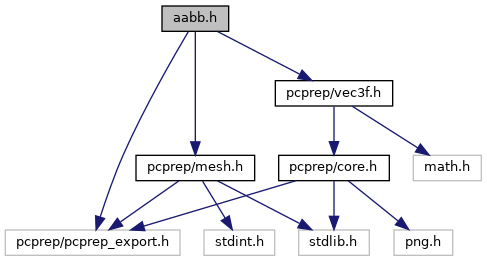 aabb.h
pcprep/vec3f.h
pcprep/mesh.h
pcprep/core.h
math.h
pcprep/pcprep_export.h
stdint.h
stdlib.h
png.h